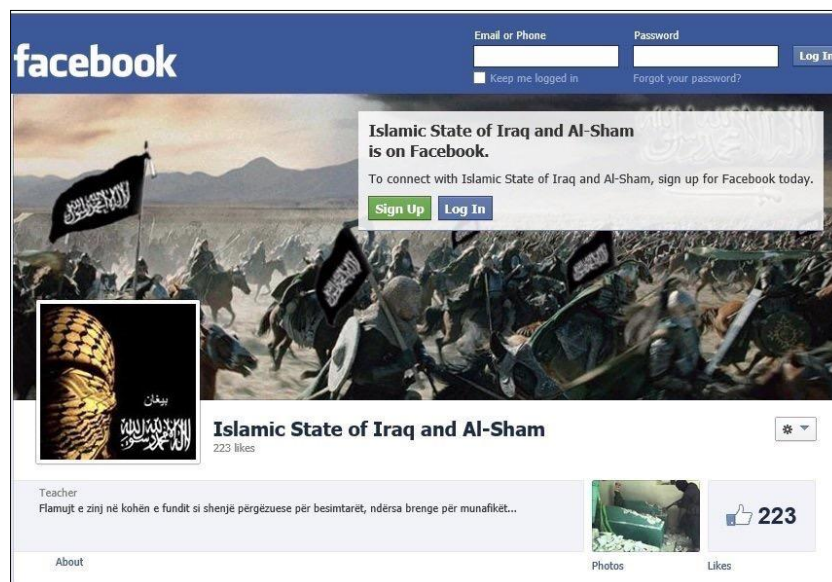 facebook
Email or Phone
Password
Log In
Keep me logged in
Forgot your password?
Islamic State of Iraq and Al-Sham
is on Facebook.
To connect with Islamic State of Iraq and Al-Sham, sign up for Facebook today.
Sign Up
Log In
بيغان
Islamic State of Iraq and Al-Sham
223 likes
Teacher
Flamujt e zinj në kohën e fundit si shenjë përgëzuese për besimtarët, ndërsa brenge për munafikët...
223
About
Photos
Likes